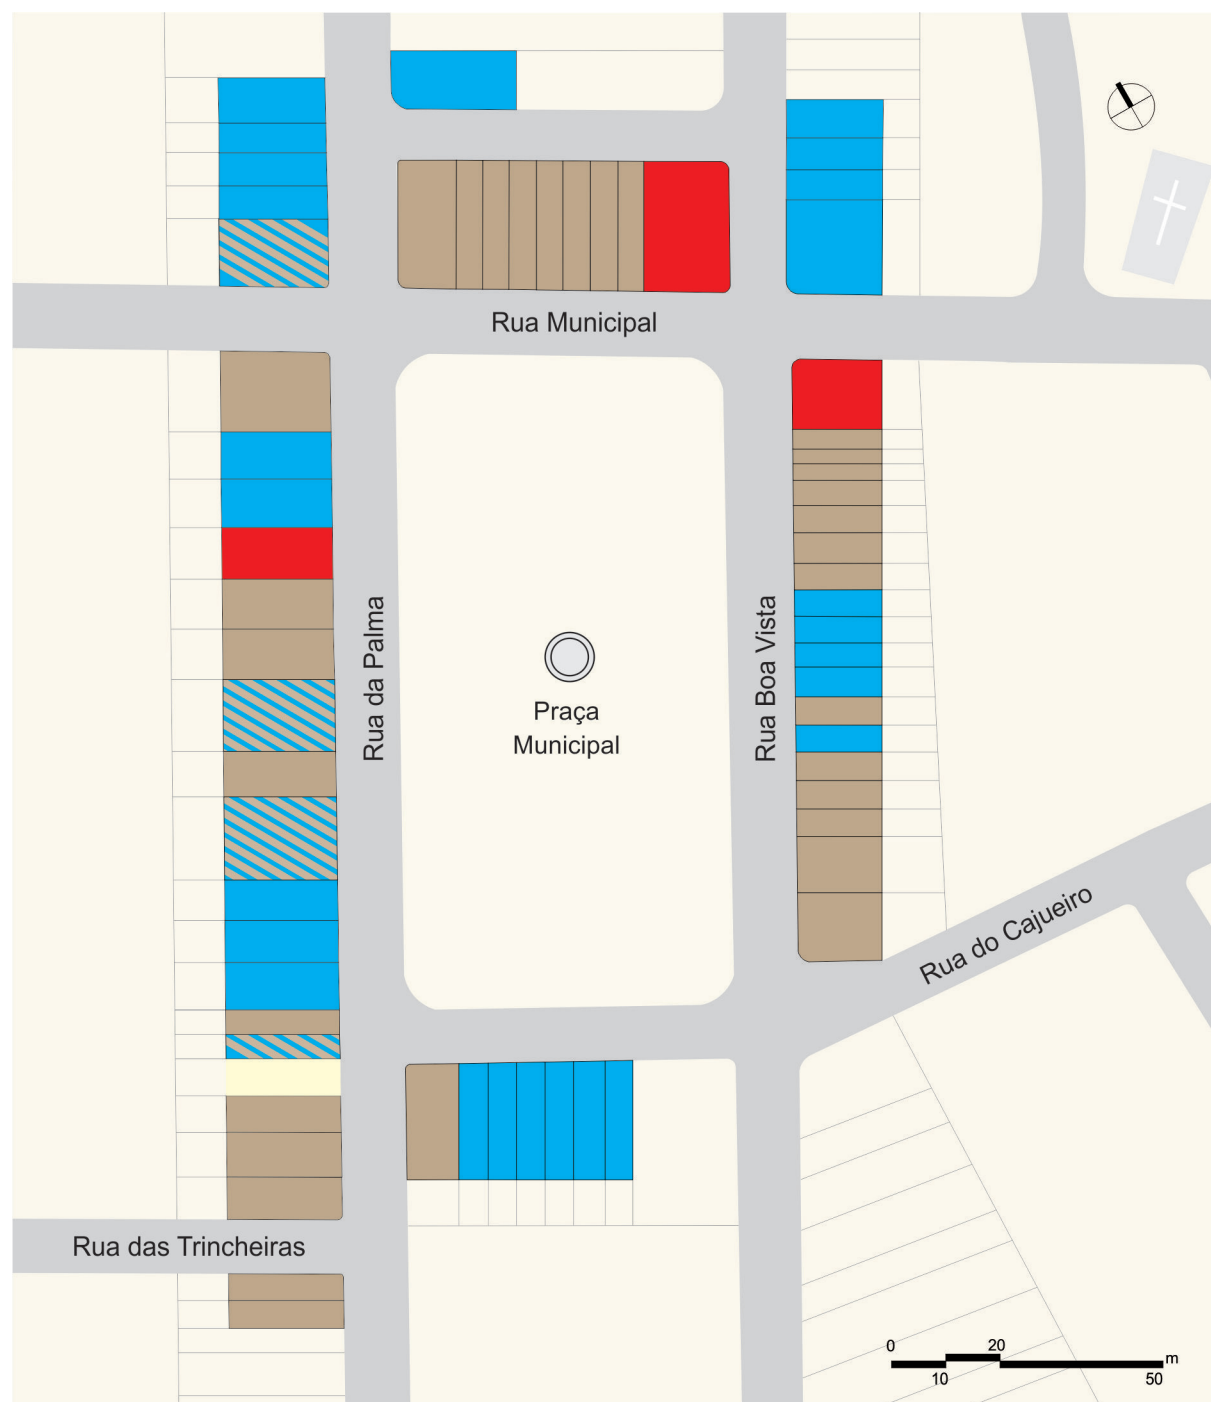 Rua Municipal
Rua da Palma
Rua Boa Vista
Praça
Municipal
Rua do Cajueiro
Rua das Trincheiras
0
20
m
10
50